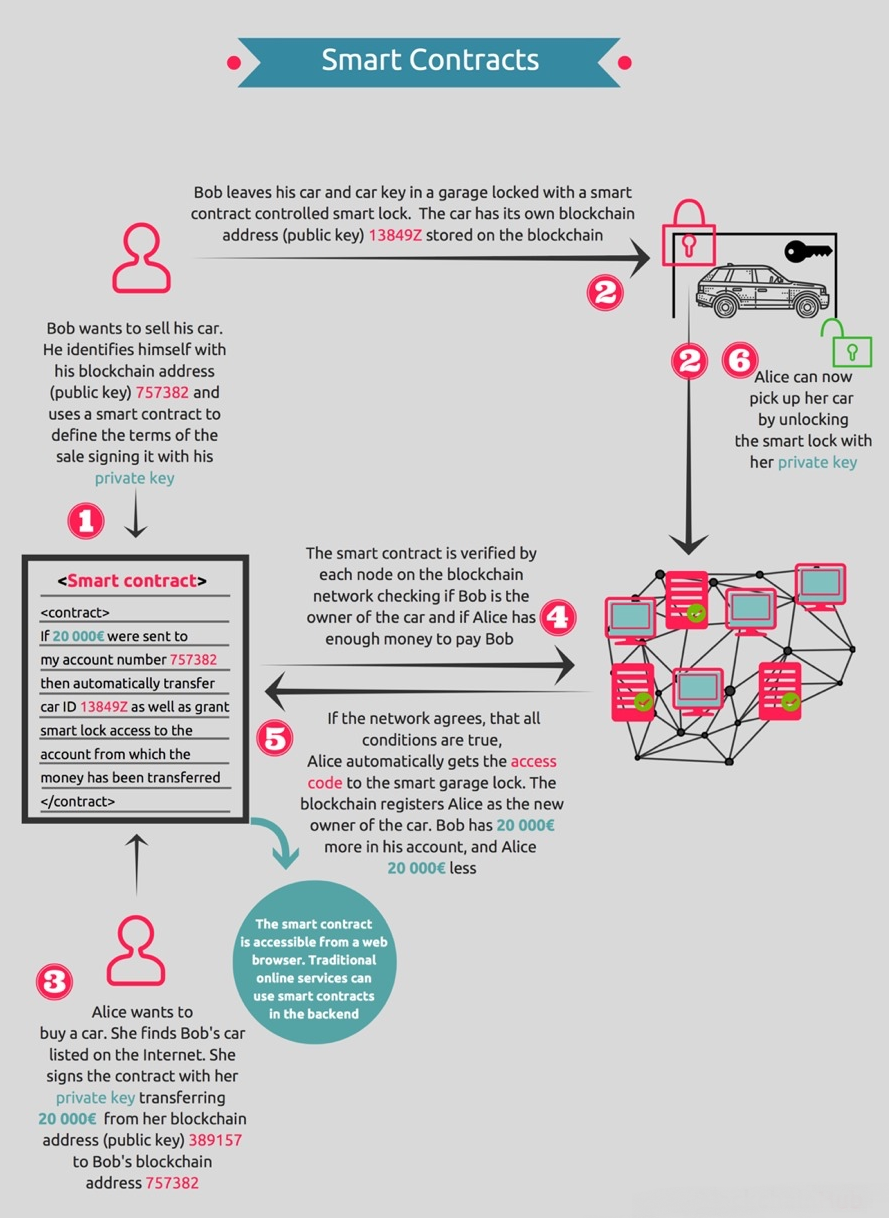 Smart Contracts
Bob leaves his car and car key in a garage locked with a smart
contract controlled smart lock. The car has its own blockchain
address (public key) 13849Z stored on the blockchain
2
Bob wants to sell his car.
He identifies himself with
his blockchain address
(public key) 757382 and
uses a smart contract to
define the terms of the
sale signing it with his
private key
1
2
6
Alice can now
pick up her car
by unlocking
the smart lock with
her private key
<Smart contract>
<contract>
If 20 000€ were sent to
my account number 757382
then automatically transfer
car ID 13849Z as well as grant
smart lock access to the
account from which the
money has been transferred
</contract>
The smart contract is verified by
each node on the blockchain
network checking if Bob is the
owner of the car and if Alice has
enough money to pay Bob
4
5
If the network agrees, that all
conditions are true,
Alice automatically gets the access
code to the smart garage lock. The
blockchain registers Alice as the new
owner of the car. Bob has 20 000€
more in his account, and Alice
20 000€ less
The smart contract
is accessible from a web
browser. Traditional
online services can
use smart contracts
in the backend
3
Alice wants to
buy a car. She finds Bob's car
listed on the Internet. She
signs the contract with her
private key transferring
20 000€ from her blockchain
address (public key) 389157
to Bob's blockchain
address 757382